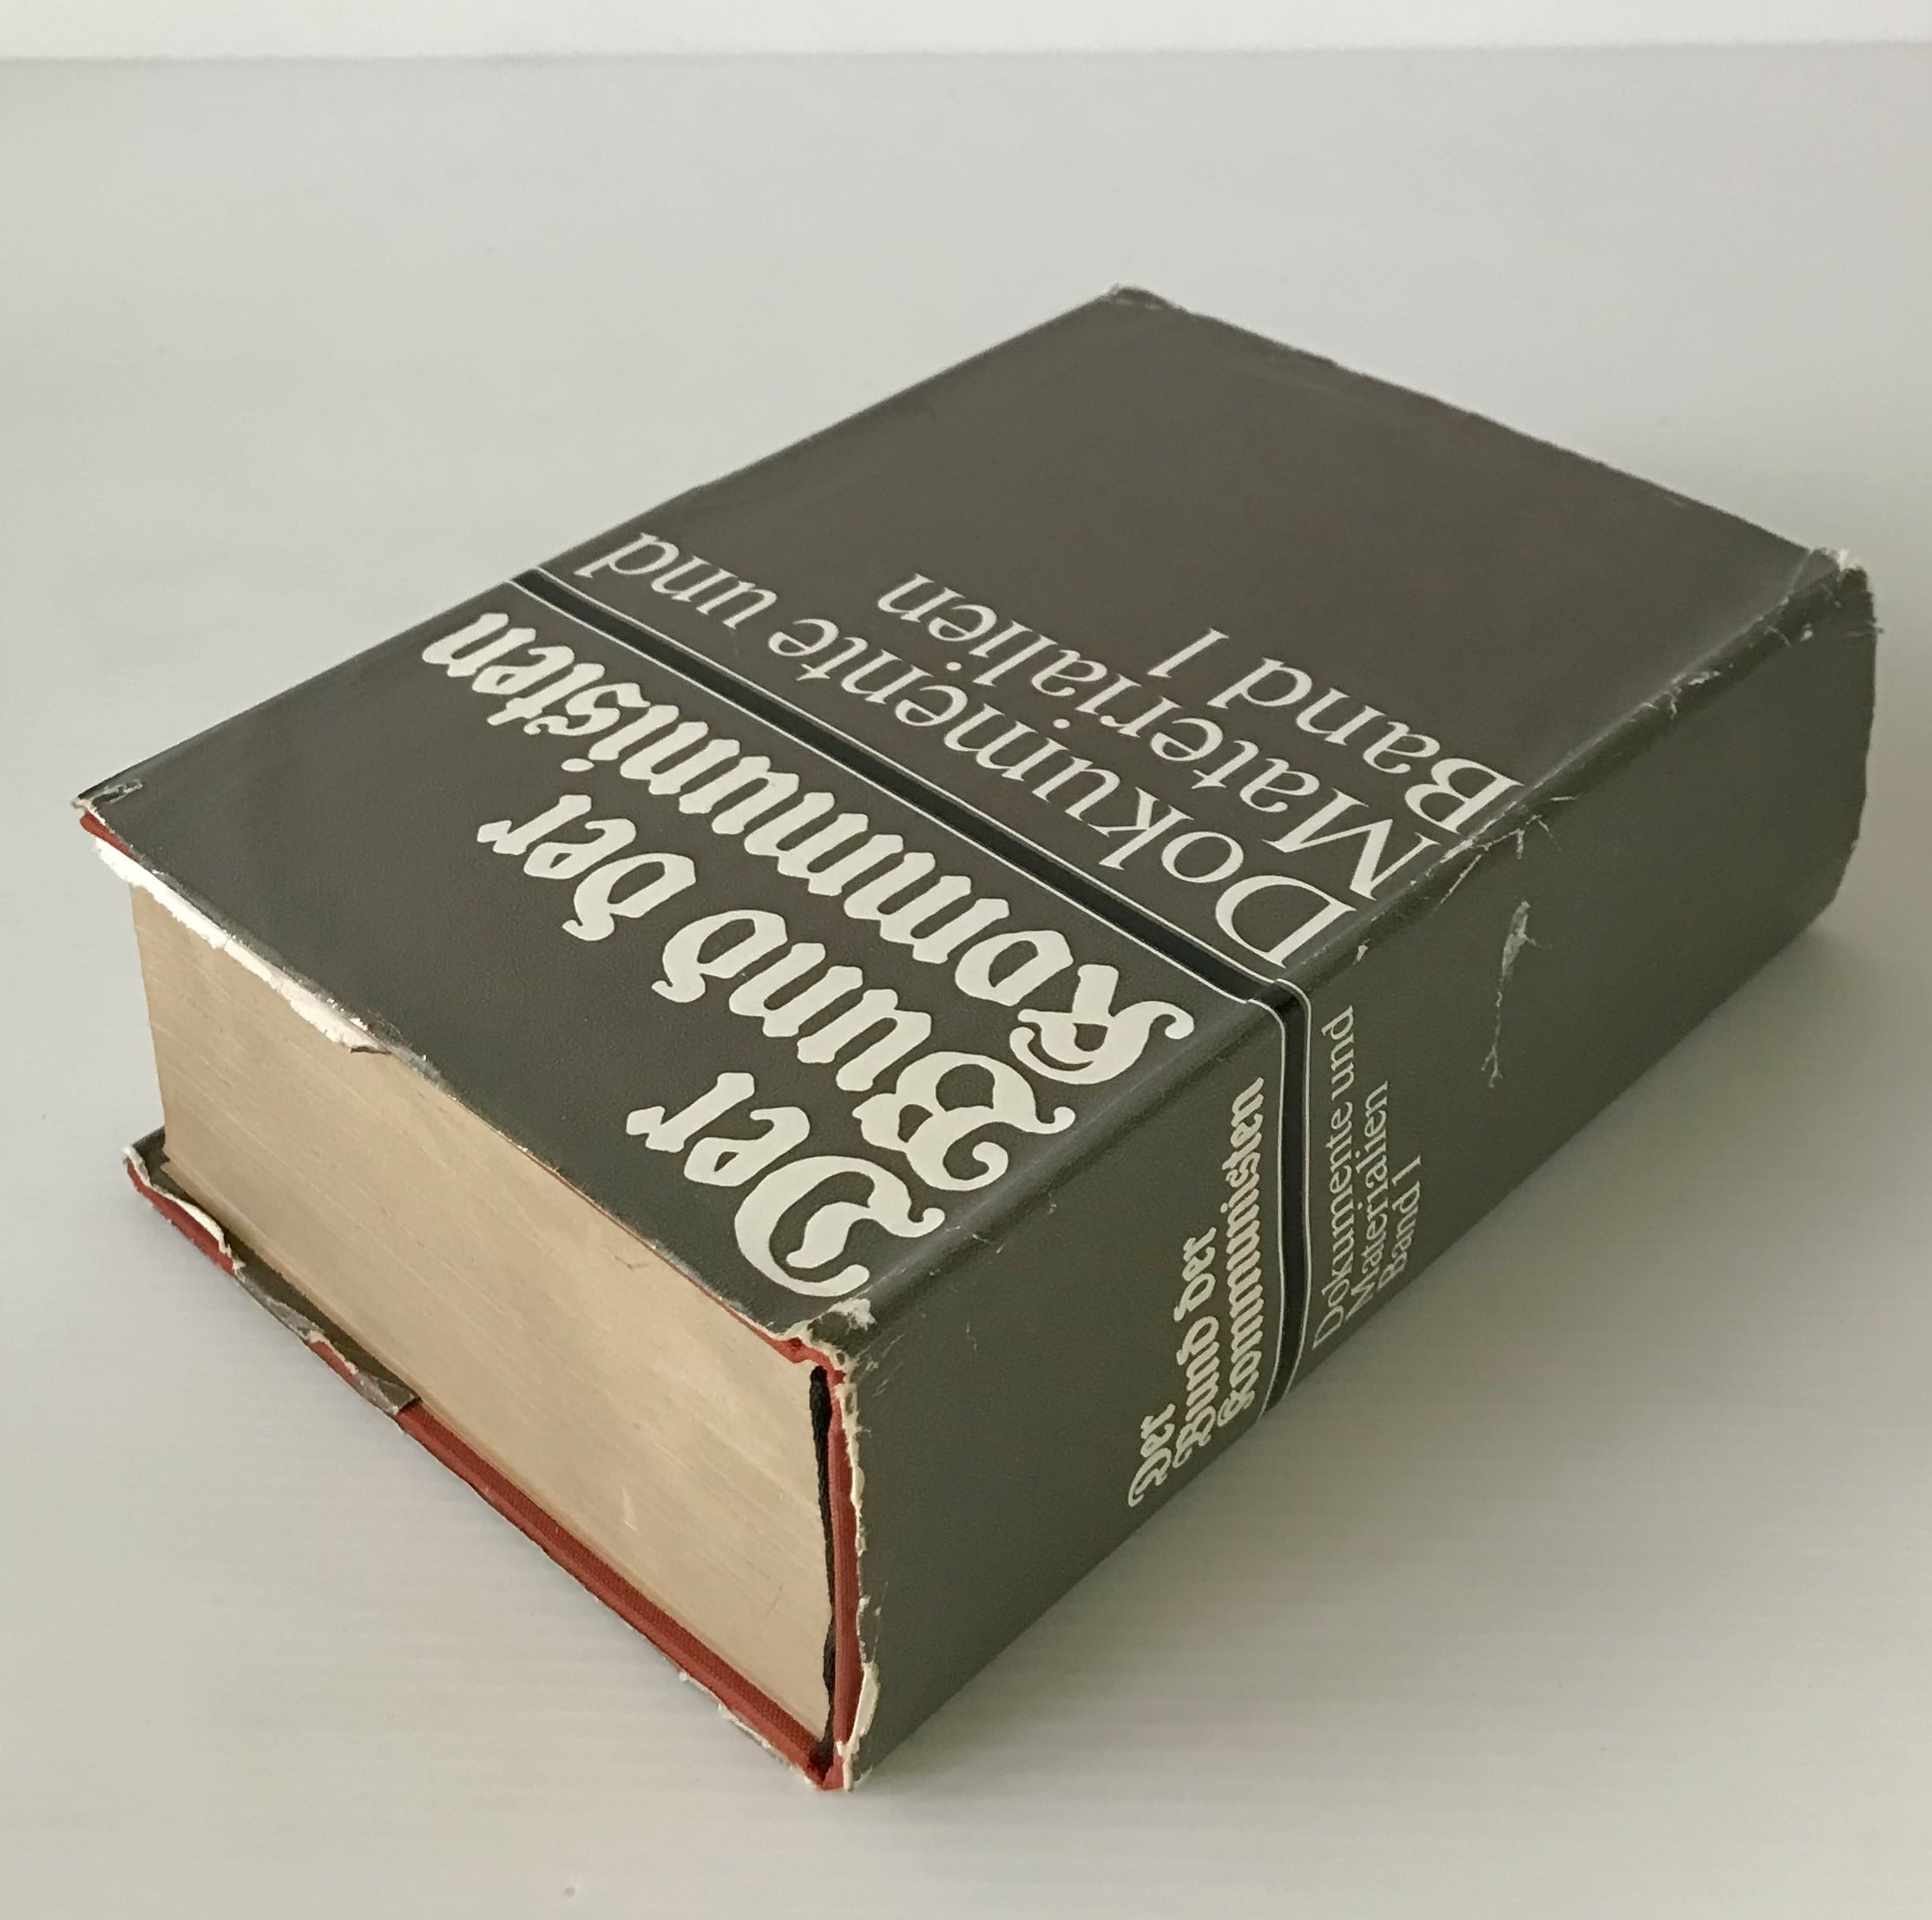 Der
Bund der
Kommunisten
Dokumente und
Materialien
Band 1
Der
Bund der
Kommunisten
Dokumente und
Materialien
Band 1